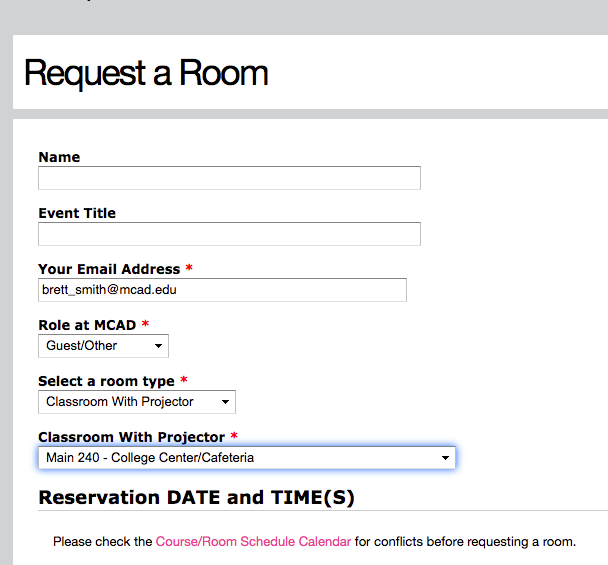 Request a Room
Name
Event Title
Your Email Address *
brett_smith@mcad.edu
Role at MCAD *
Guest/Other
Select a room type *
Classroom With Projector
Classroom With Projector *
Main 240 - College Center/Cafeteria
Reservation DATE and TIME(S)
Please check the Course/Room Schedule Calendar for conflicts before requesting a room.